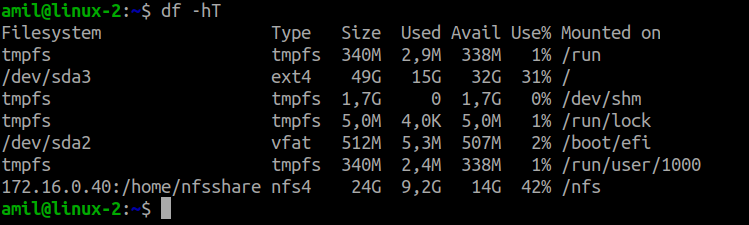 amil@linux-2:~$ df -hT
Filesystem Type Size Used Avail Use% Mounted on
tmpfs tmpfs 340M 2,9M 338M 1% /run
/dev/sda3 ext4 49G 15G 32G 31% /
tmpfs tmpfs 1,7G 0 1,7G 0% /dev/shm
tmpfs tmpfs 5,0M 4,0K 5,0M 1% /run/lock
/dev/sda2 vfat 512M 5,3M 507M 2% /boot/efi
tmpfs tmpfs 340M 2,4M 338M 1% /run/user/1000
172.16.0.40:/home/nfsshare nfs4 24G 9,2G 14G 42% /nfs
amil@linux-2:~$